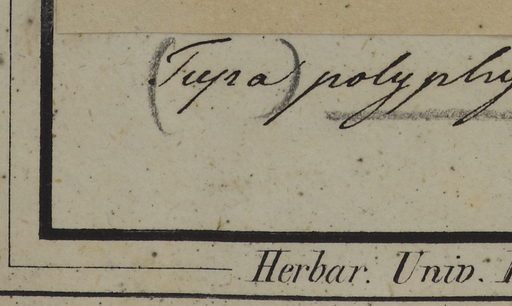 (Tupa) polyphy
Herbar. Univ.